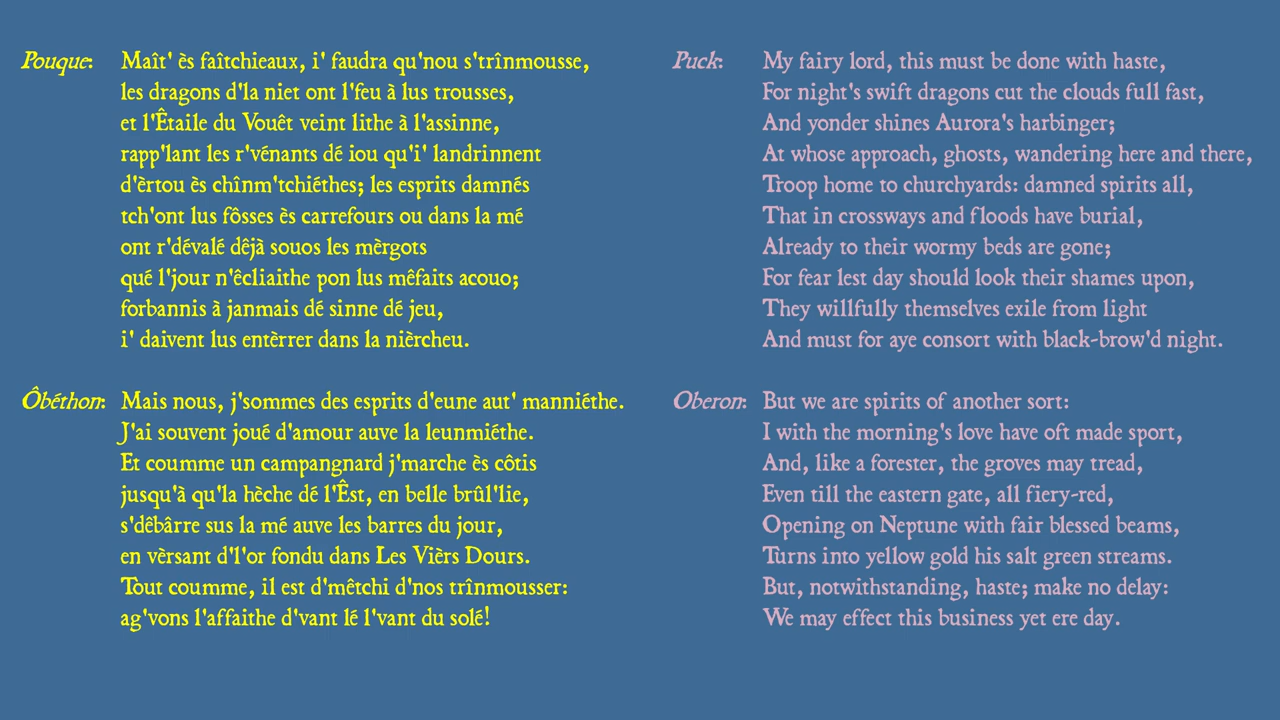 Pouque: Maît' ès faîtchieaux, i' faudra qu'nou s'trînmousse,
les dragons d'la niet ont l'feu à lus trousses,
et l'Êtaile du Vouêt veint lithe à l'assinne,
rapp'lant les r'vénants dé iou qu'i' landrinnent
d'èrtou ès chînm'tchiéthes; les esprits damnés
tch'ont lus fôsses ès carrefours ou dans la mé
ont r'dévalé dêjà souos les mèrgots
qué l'jour n'êcliaithe pon lus mêfaits acouo;
forbannis à janmais dé sinne dé jeu,
i' daivent lus entèrrer dans la nièrcheu.
Ôbéthon: Mais nous, j'sommes des esprits d'eune aut' manniéthe.
J'ai souvent joué d'amour auve la leunmiéthe.
Et coumme un campangnard j'marche ès côtis
jusqu'à qu'la hèche dé l'Êst, en belle brûl'lie,
s'dêbârre sus la mé auve les barres du jour,
en vèrsant d'l'or fondu dans Les Vièrs Dours.
Tout coumme, il est d'mêtchi d'nos trînmousser:
ag'vons l'affaithe d'vant lé l'vant du solé!
Puck: My fairy lord, this must be done with haste,
For night's swift dragons cut the clouds full fast,
And yonder shines Aurora's harbinger;
At whose approach, ghosts, wandering here and there,
Troop home to churchyards: damned spirits all,
That in crossways and floods have burial,
Already to their wormy beds are gone;
For fear lest day should look their shames upon,
They willfully themselves exile from light
And must for aye consort with black-brow'd night.
Oberon: But we are spirits of another sort:
I with the morning's love have oft made sport,
And, like a forester, the groves may tread,
Even till the eastern gate, all fiery-red,
Opening on Neptune with fair blessed beams,
Turns into yellow gold his salt green streams.
But, notwithstanding, haste; make no delay:
We may effect this business yet ere day.